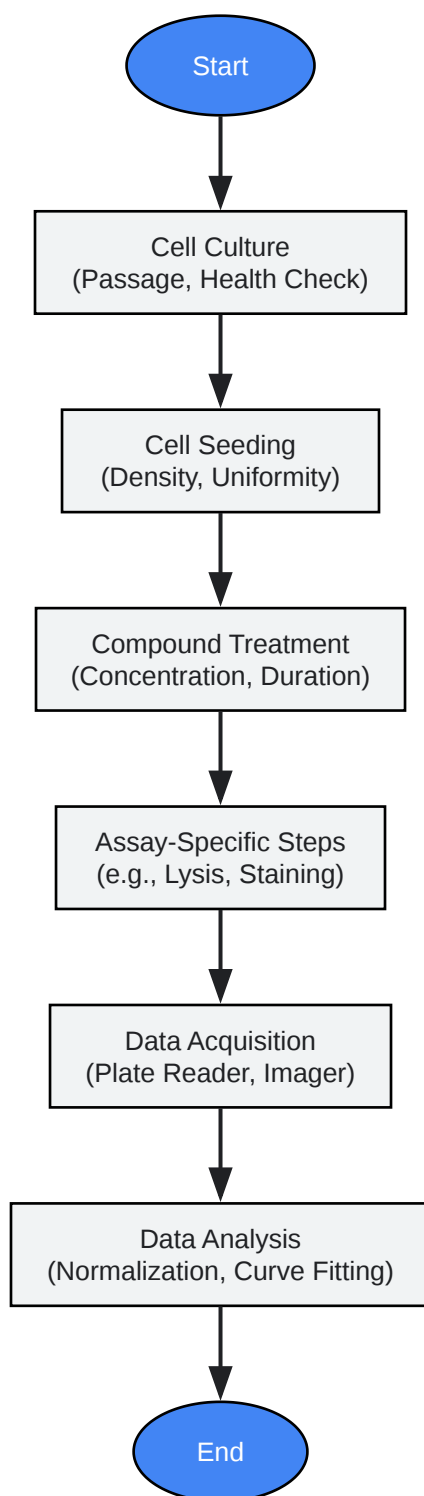 Start
Cell Culture
(Passage, Health Check)
Cell Seeding
(Density, Uniformity)
Compound Treatment
(Concentration, Duration)
Assay-Specific Steps
(e.g., Lysis, Staining)
Data Acquisition
(Plate Reader, Imager)
Data Analysis
(Normalization, Curve Fitting)
End